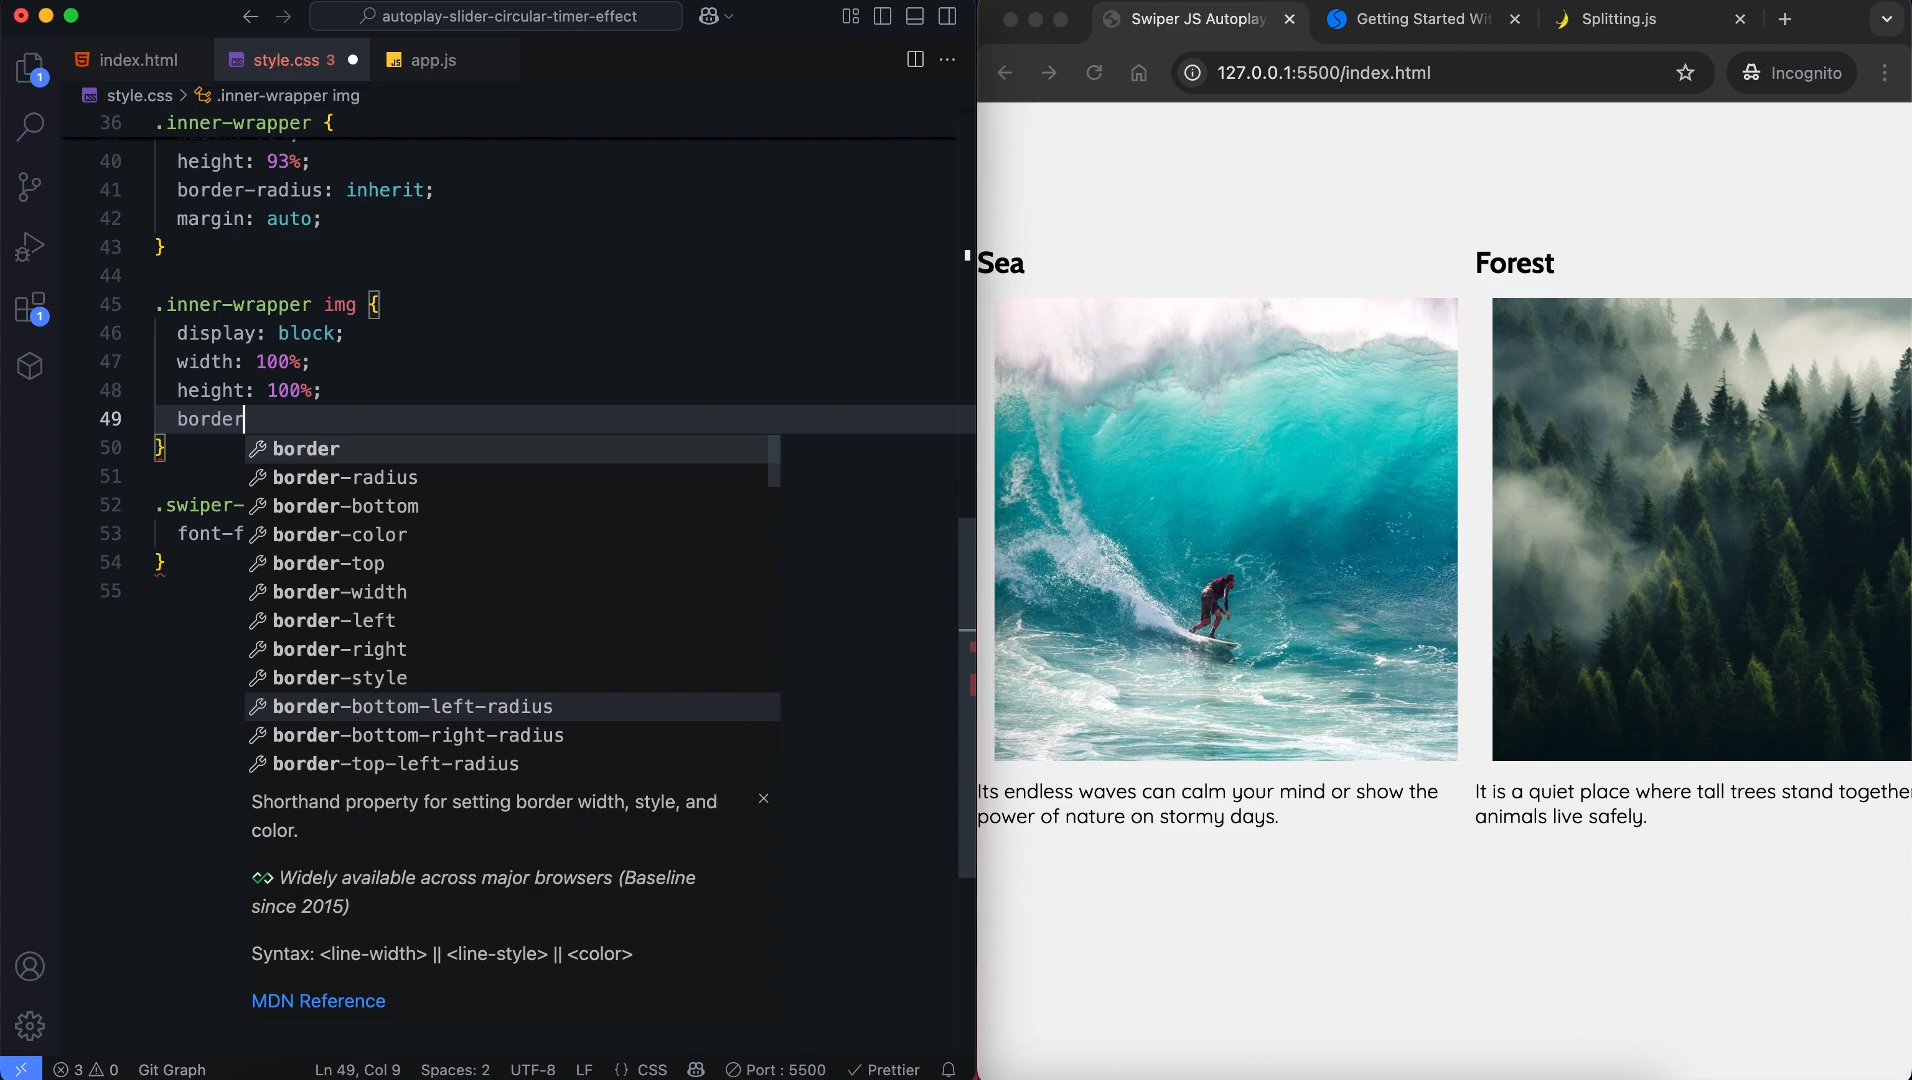 autoplay-slider-circular-timer-effect
index.html
style.css 3
app.js
style.css > .inner-wrapper img
36 .inner-wrapper {
40 height: 93%;
41 border-radius: inherit;
42 margin: auto;
43 }
44
45 .inner-wrapper img {
46 display: block;
47 width: 100%;
48 height: 100%;
49 border
50 }
51
52 .swiper-
53 font-f
54 }
55
border
border-radius
border-bottom
border-color
border-top
border-width
border-left
border-right
border-style
border-bottom-left-radius
border-bottom-right-radius
border-top-left-radius
Shorthand property for setting border width, style, and
color.
Widely available across major browsers (Baseline
since 2015)
Syntax: <line-width> || <line-style> || <color>
MDN Reference
1
1
3 0 Git Graph Ln 49, Col 9 Spaces: 2 UTF-8 LF {} CSS Port : 5500 Prettier
Swiper JS Autoplay
Getting Started Wit
Splitting.js
127.0.0.1:5500/index.html
Incognito
Sea
Its endless waves can calm your mind or show the
power of nature on stormy days.
Forest
It is a quiet place where tall trees stand togethe
animals live safely.